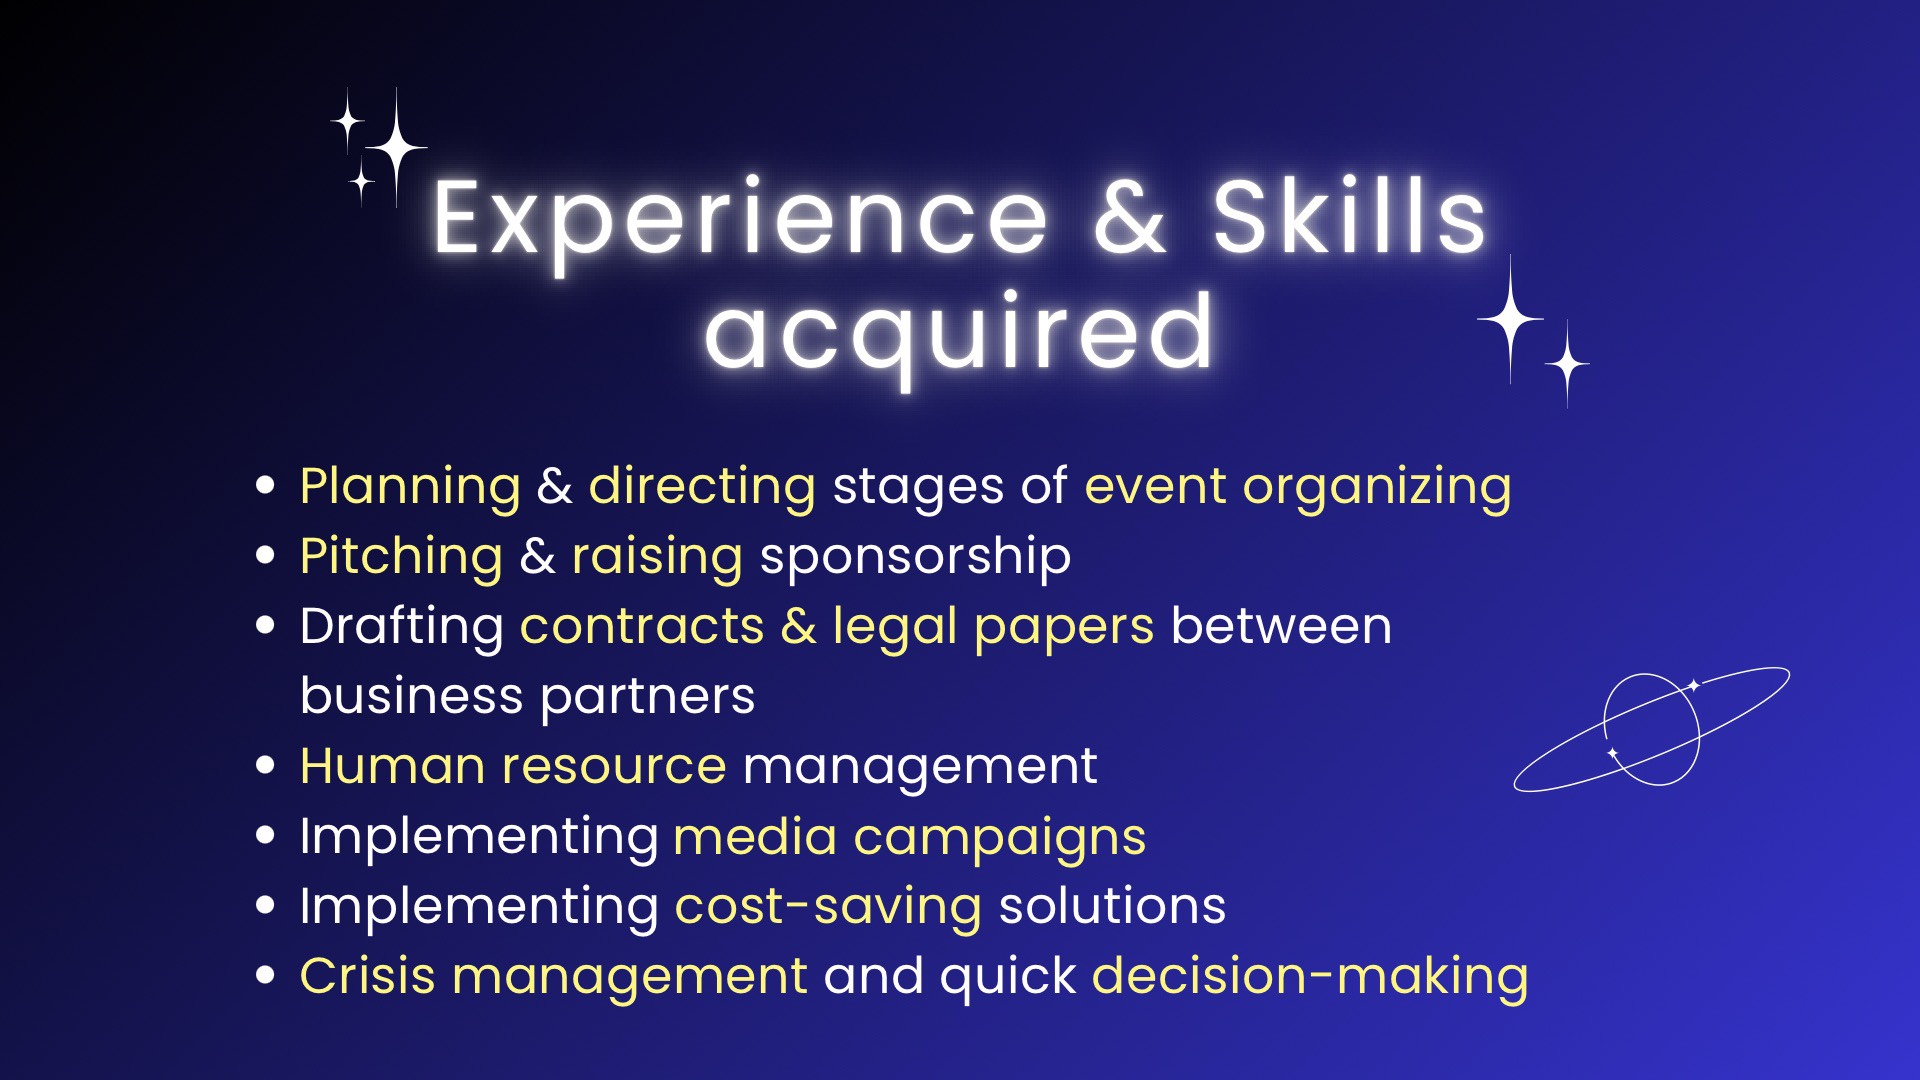 Experience & Skills
acquired
• Planning & directing stages of event organizing
• Pitching & raising sponsorship
• Drafting contracts & legal papers between
business partners
• Human resource management
• Implementing media campaigns
• Implementing cost-saving solutions
• Crisis management and quick decision-making